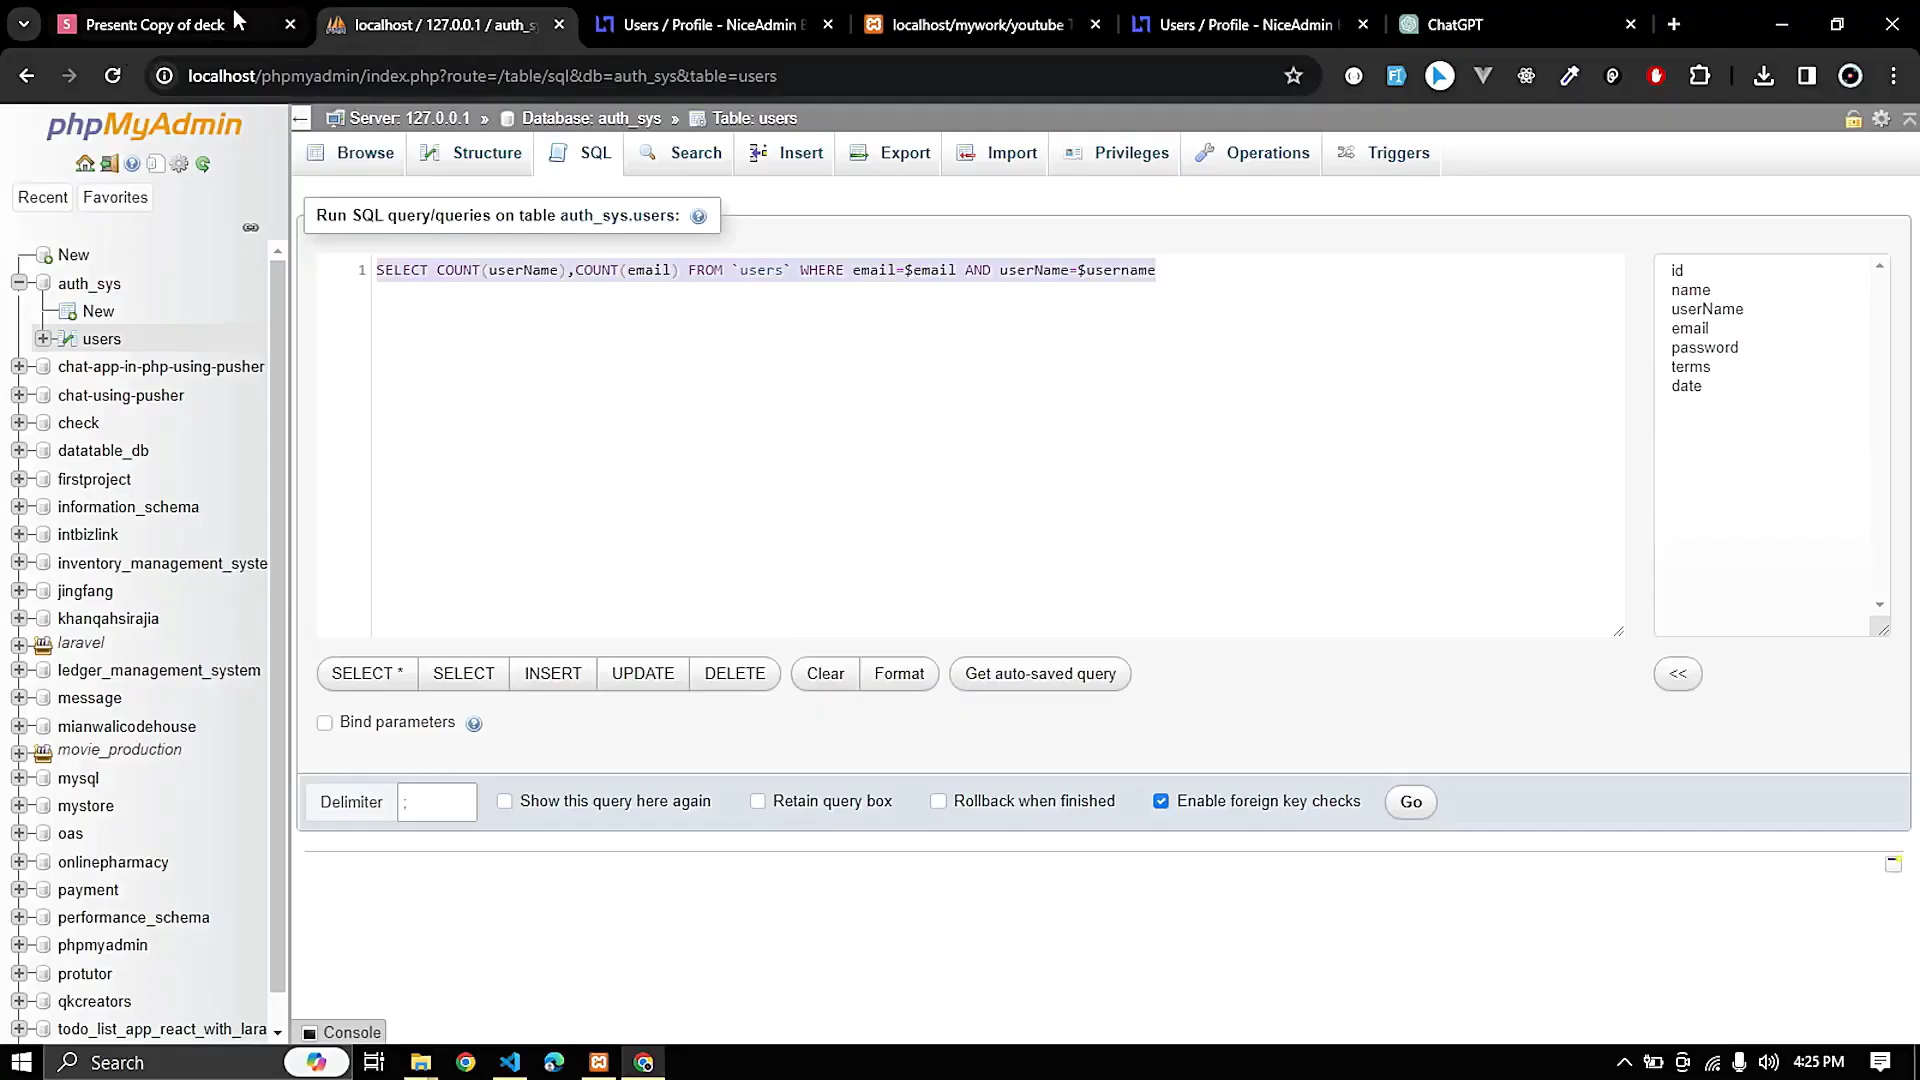 Present: Copy of deck
localhost / 127.0.0.1 / auth_s
Users / Profile - NiceAdmin
localhost/mywork/youtube
Users / Profile - NiceAdmin
ChatGPT
localhost/phpmyadmin/index.php?route=/table/sql&db=auth_sys&table=users
phpMyAdmin
Recent
Favorites
New
auth_sys
New
users
chat-app-in-php-using-pusher
chat-using-pusher
check
datatable_db
firstproject
information_schema
intbizlink
inventory_management_syste
jingfang
khanqahsirajia
laravel
ledger_management_system
message
mianwalicodehouse
movie_production
mysql
mystore
oas
onlinepharmacy
payment
performance_schema
phpmyadmin
protutor
qkcreators
todo_list_app_react_with_lara
Server: 127.0.0.1 » Database: auth_sys » Table: users
Browse Structure SQL Search Insert Export Import Privileges Operations Triggers
Run SQL query/queries on table auth_sys.users:
1 SELECT COUNT(userName),COUNT(email) FROM `users` WHERE email=$email AND userName=$username
id
name
userName
email
password
terms
date
SELECT * SELECT INSERT UPDATE DELETE Clear Format Get auto-saved query <<
Bind parameters
Delimiter ; Show this query here again Retain query box Rollback when finished Enable foreign key checks Go
Console
Search
4:25 PM